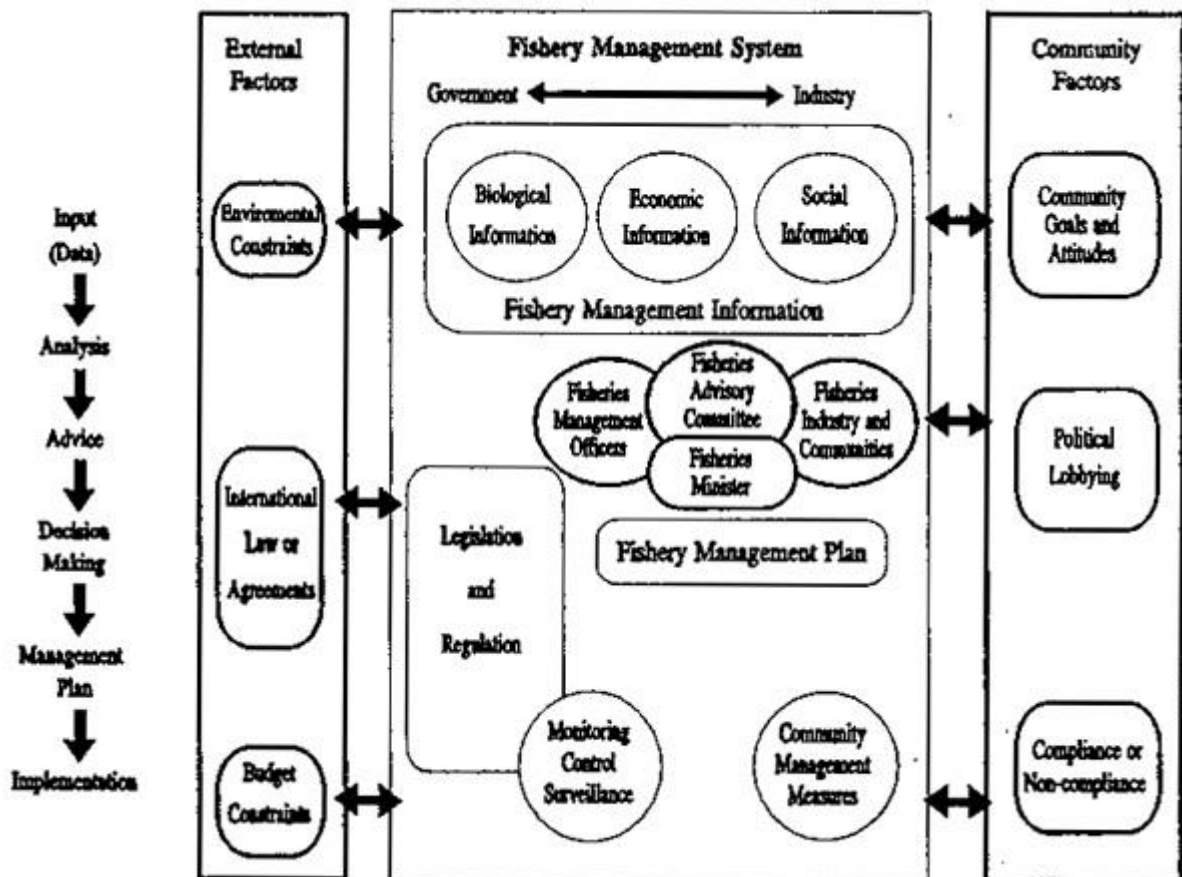 External
Factors
Fishery Management System
Community
Factors
Government
Industry
Input
(Data)
Analysis
Advice
Decision
Making
Management
Plan
Implementation
Enviromental
Constraints
International
Law or
Agreements
Budget
Constraints
Biological
Information
Economic
Information
Social
Information
Fishery Management Information
Fisheries
Management
Officers
Fisheries
Advisory
Committee
Fisheries
Industry and
Communities
Fisheries
Minister
Legislation
and
Regulation
Fishery Management Plan
Monitoring
Control
Surveillance
Community
Management
Measures
Community
Goals and
Attitudes
Political
Lobbying
Compliance or
Non-compliance